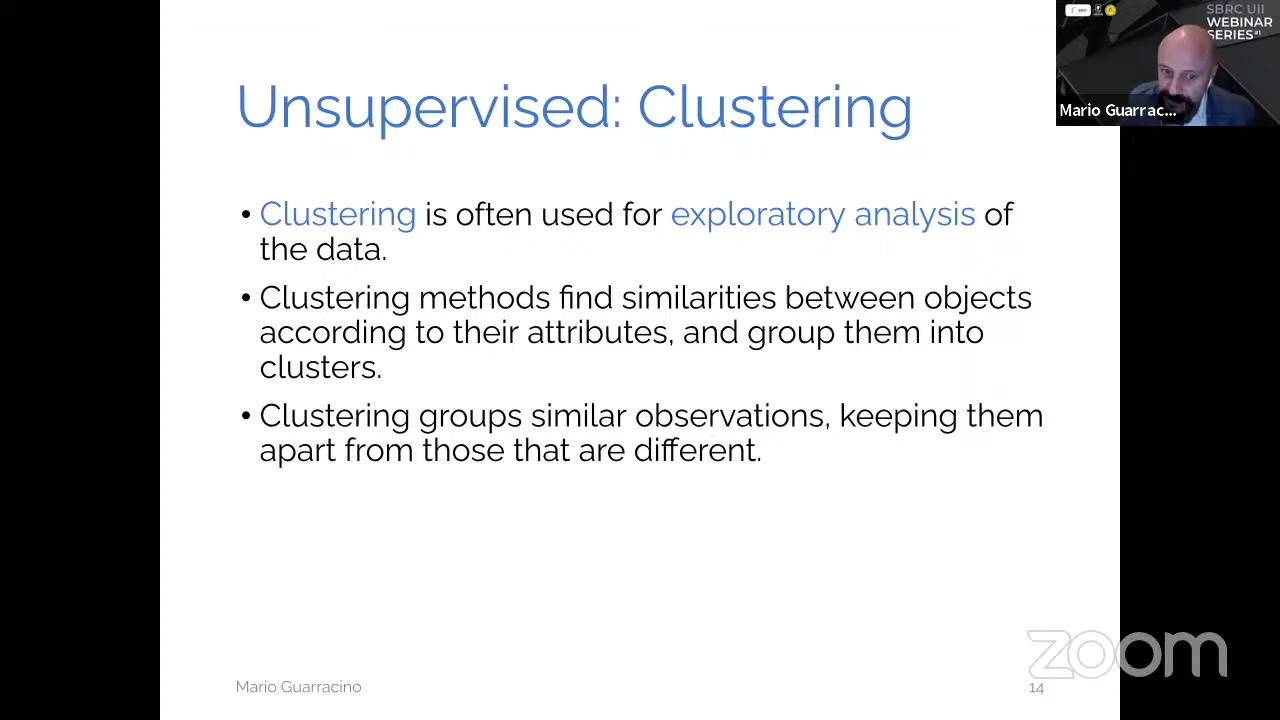 SBRC UII
WEBINAR
SERIES#1
Mario Guarrac...
Unsupervised: Clustering
• Clustering is often used for exploratory analysis of
the data.
• Clustering methods find similarities between objects
according to their attributes, and group them into
clusters.
• Clustering groups similar observations, keeping them
apart from those that are different.
zoom
Mario Guarracino
14